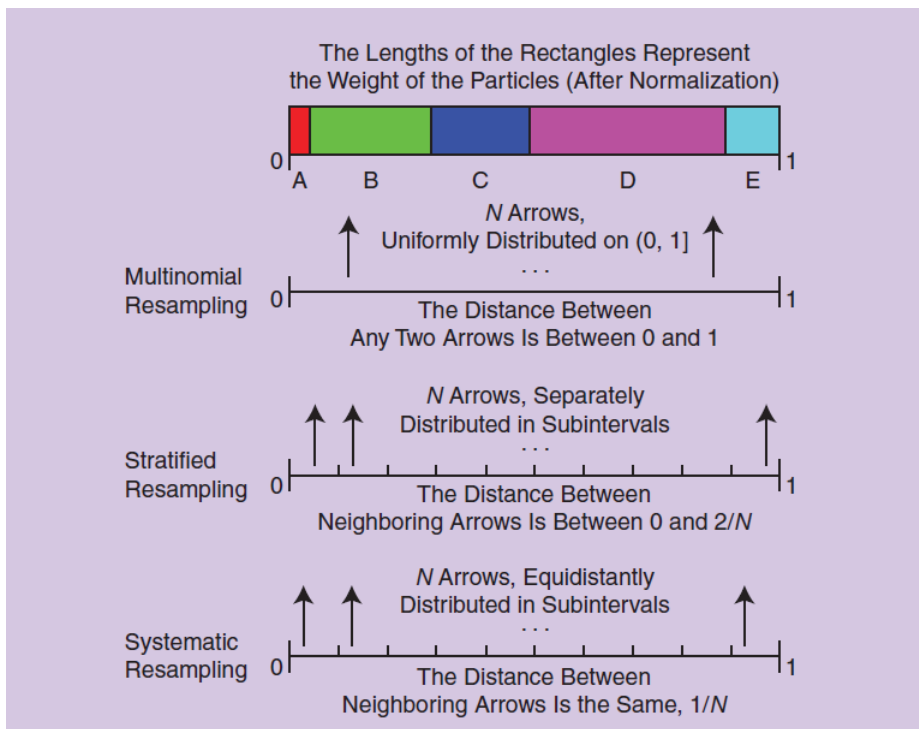 The Lengths of the Rectangles Represent
the Weight of the Particles (After Normalization)
0 1
A B C D E
N Arrows,
Uniformly Distributed on (0, 1]
. . .
Multinomial
Resampling
0 1
The Distance Between
Any Two Arrows Is Between 0 and 1
N Arrows, Separately
Distributed in Subintervals
. . .
Stratified
Resampling
0 1
The Distance Between
Neighboring Arrows Is Between 0 and 2/N
N Arrows, Equidistantly
Distributed in Subintervals
. . .
Systematic
Resampling
0 1
The Distance Between
Neighboring Arrows Is the Same, 1/N